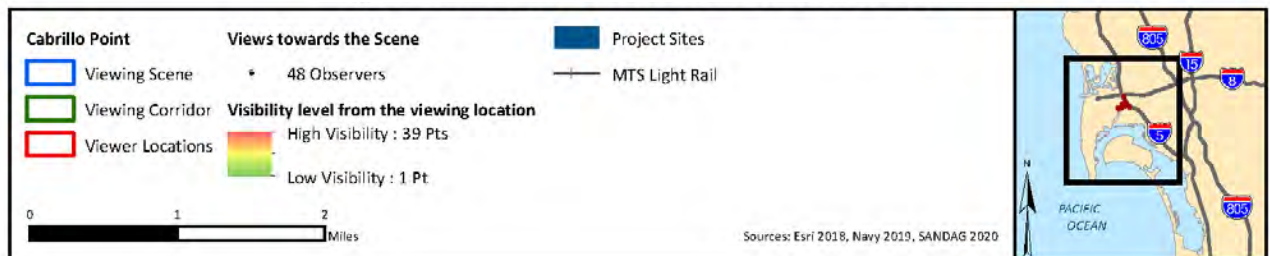 Cabrillo Point
Viewing Scene
Viewing Corridor
Viewer Locations
Views towards the Scene
48 Observers
Visibility level from the viewing location
High Visibility : 39 Pts
Low Visibility : 1 Pt
Project Sites
MTS Light Rail
0 1 2
Miles
Sources: Esri 2018, Navy 2019, SANDAG 2020
805
15
8
5
N
PACIFIC
OCEAN
805